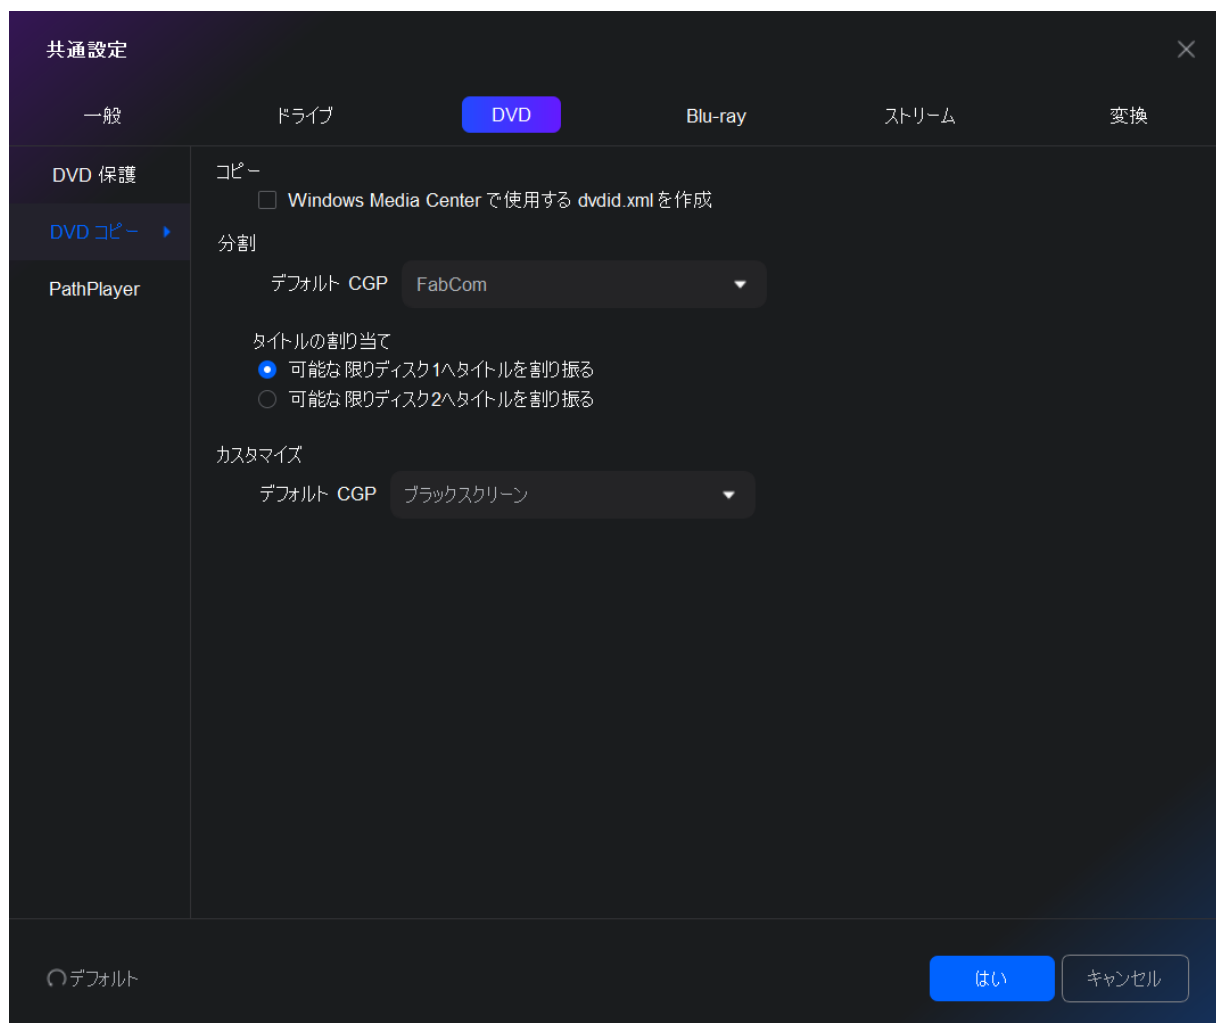 共通設定
一般 ドライブ DVD Blu-ray ストリーム 変換
DVD 保護
DVD コピー
PathPlayer
コピー
Windows Media Center で使用する dvdid.xml を作成
分割
デフォルト CGP FabCom
タイトルの割り当て
可能な限りディスク1へタイトルを割り振る
可能な限りディスク2へタイトルを割り振る
カスタマイズ
デフォルト CGP ブラックスクリーン
デフォルト
はい キャンセル